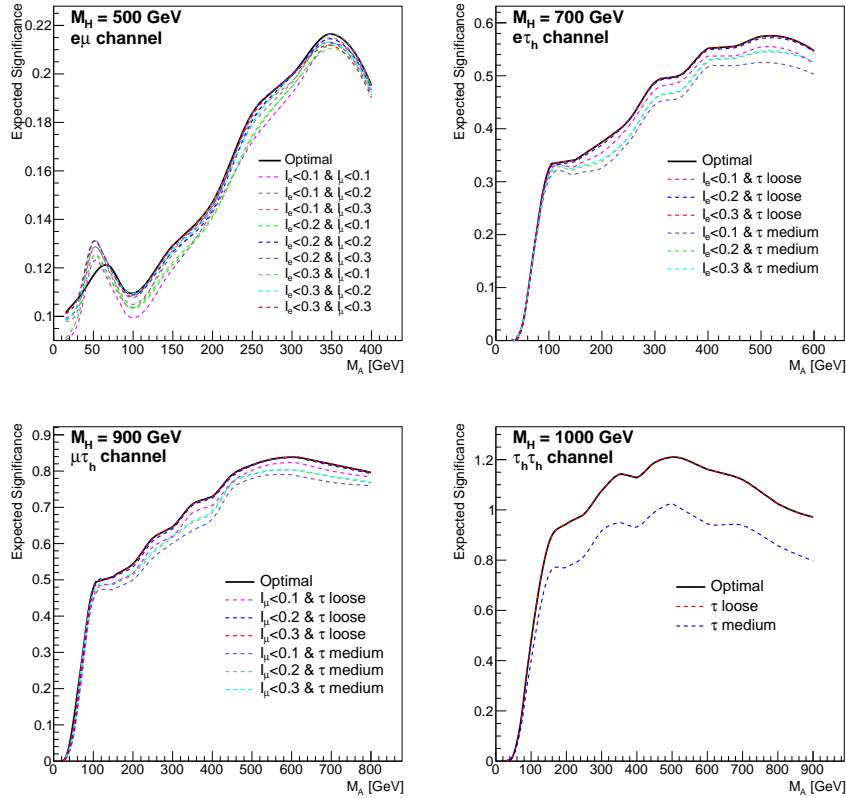 M_H = 500 GeV
eμ channel
Expected Significance
0.22
0.2
0.18
0.16
0.14
0.12
0.1
Optimal
I_e<0.1 & I_μ<0.1
I_e<0.1 & I_μ<0.2
I_e<0.1 & I_μ<0.3
I_e<0.2 & I_μ<0.1
I_e<0.2 & I_μ<0.2
I_e<0.2 & I_μ<0.3
I_e<0.3 & I_μ<0.1
I_e<0.3 & I_μ<0.2
I_e<0.3 & I_μ<0.3
0 50 100 150 200 250 300 350 400
M_A [GeV]
M_H = 700 GeV
eτ_h channel
Expected Significance
0.6
0.5
0.4
0.3
0.2
0.1
0
Optimal
I_e<0.1 & τ loose
I_e<0.2 & τ loose
I_e<0.3 & τ loose
I_e<0.1 & τ medium
I_e<0.2 & τ medium
I_e<0.3 & τ medium
0 100 200 300 400 500 600
M_A [GeV]
M_H = 900 GeV
μτ_h channel
Expected Significance
0.9
0.8
0.7
0.6
0.5
0.4
0.3
0.2
0.1
0
Optimal
I_μ<0.1 & τ loose
I_μ<0.2 & τ loose
I_μ<0.3 & τ loose
I_μ<0.1 & τ medium
I_μ<0.2 & τ medium
I_μ<0.3 & τ medium
0 100 200 300 400 500 600 700 800
M_A [GeV]
M_H = 1000 GeV
τ_hτ_h channel
Expected Significance
1.2
1
0.8
0.6
0.4
0.2
0
Optimal
τ loose
τ medium
0 100 200 300 400 500 600 700 800 900
M_A [GeV]